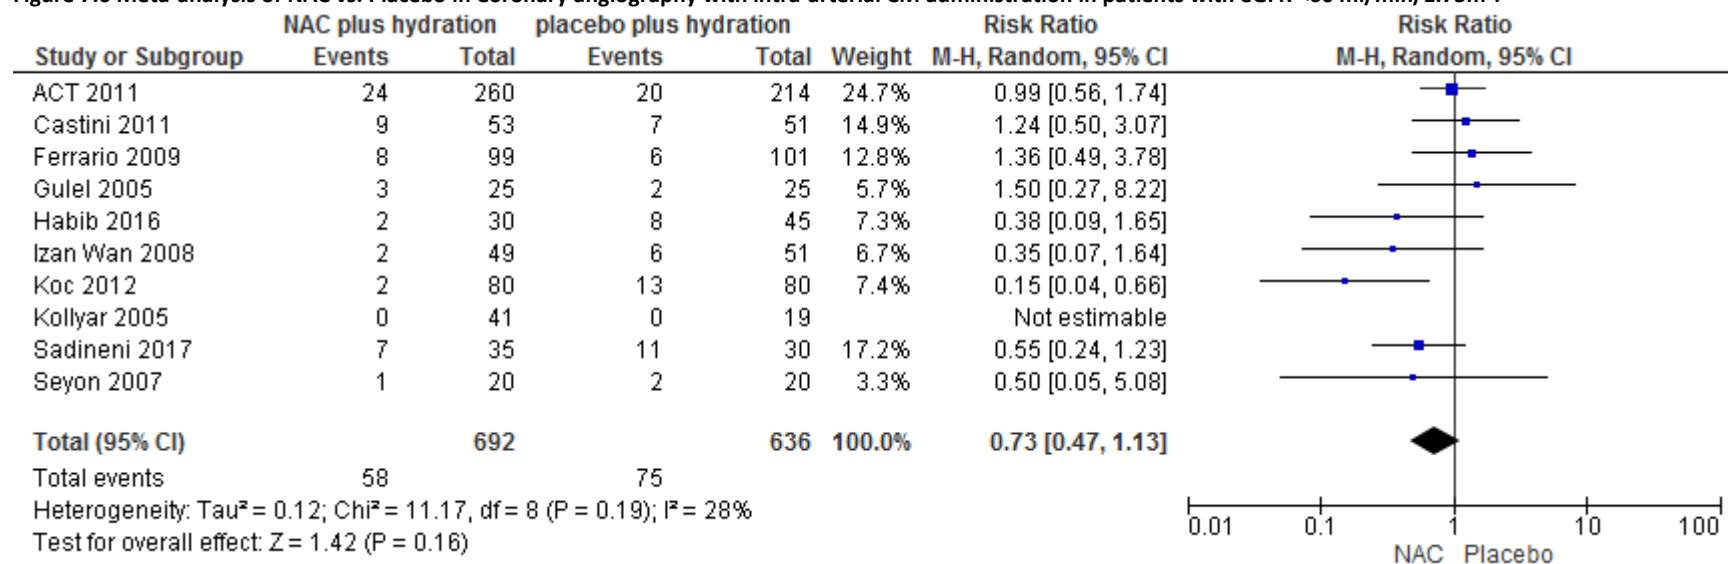 NAC plus hydration placebo plus hydration Risk Ratio Risk Ratio
Study or Subgroup Events Total Events Total Weight M-H, Random, 95% CI M-H, Random, 95% CI
ACT 2011 24 260 20 214 24.7% 0.99 [0.56, 1.74]
Castini 2011 9 53 7 51 14.9% 1.24 [0.50, 3.07]
Ferrario 2009 8 99 6 101 12.8% 1.36 [0.49, 3.78]
Gulel 2005 3 25 2 25 5.7% 1.50 [0.27, 8.22]
Habib 2016 2 30 8 45 7.3% 0.38 [0.09, 1.65]
Izan Wan 2008 2 49 6 51 6.7% 0.35 [0.07, 1.64]
Koc 2012 2 80 13 80 7.4% 0.15 [0.04, 0.66]
Kollyar 2005 0 41 0 19 Not estimable
Sadineni 2017 7 35 11 30 17.2% 0.55 [0.24, 1.23]
Seyon 2007 1 20 2 20 3.3% 0.50 [0.05, 5.08]
Total (95% CI) 692 636 100.0% 0.73 [0.47, 1.13]
Total events 58 75
Heterogeneity: Tau² = 0.12; Chi² = 11.17, df = 8 (P = 0.19); I² = 28%
Test for overall effect: Z = 1.42 (P = 0.16)
0.01 0.1 1 10 100
NAC Placebo